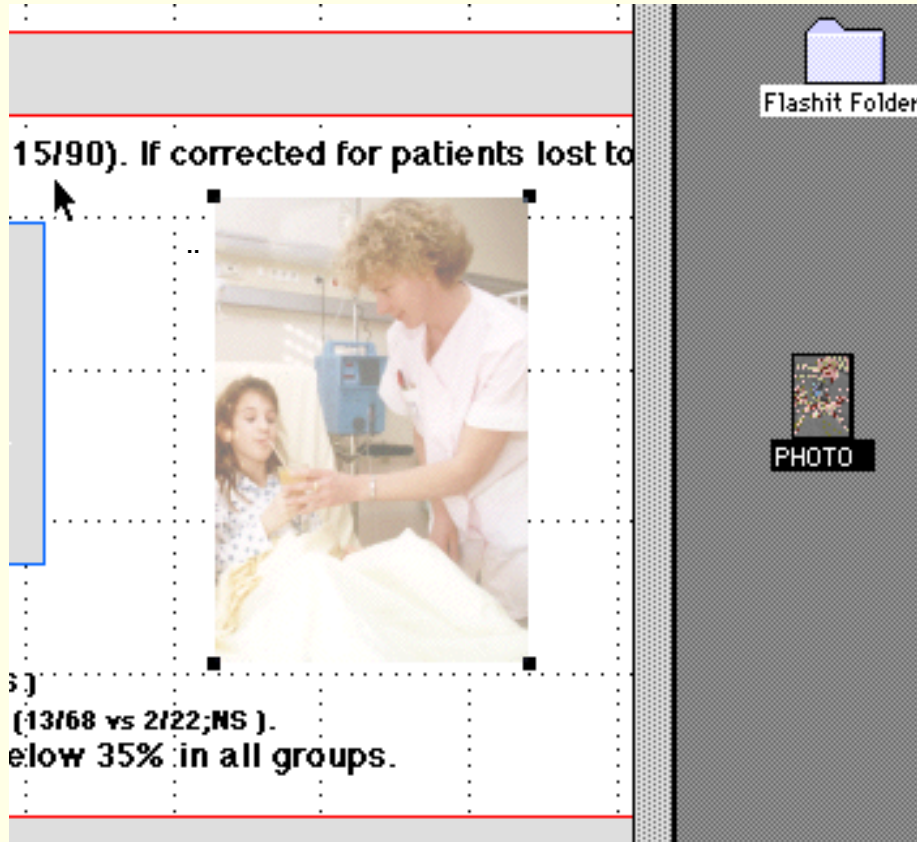 Flashit Folder
15/90). If corrected for patients lost to
PHOTO
(13/68 vs 2/22;NS ).
elow 35% in all groups.